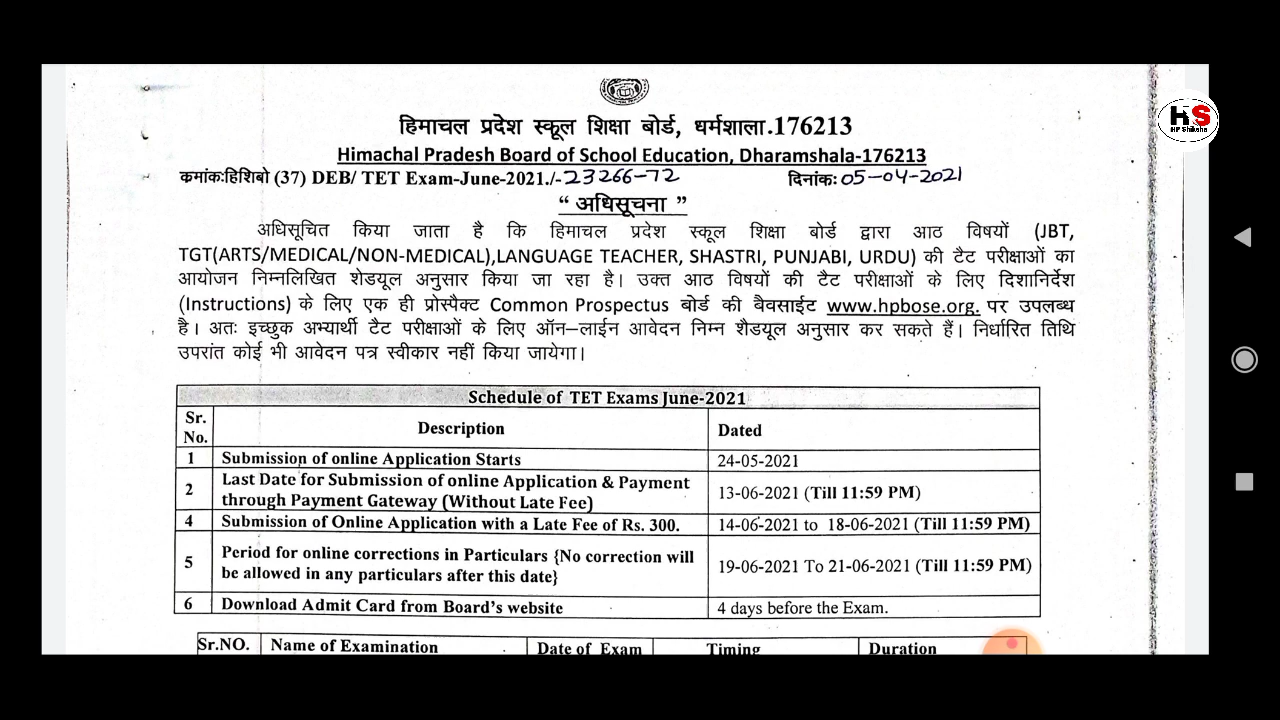 HS
HP Shiksha
हिमाचल प्रदेश स्कूल शिक्षा बोर्ड, धर्मशाला.176213
Himachal Pradesh Board of School Education, Dharamshala-176213
क्रमांकःहिशिबो (37) DEB/ TET Exam-June-2021./-23266-72 दिनांकः05-04-2021
“ अधिसूचना ”
अधिसूचित किया जाता है कि हिमाचल प्रदेश स्कूल शिक्षा बोर्ड द्वारा आठ विषयों (JBT,
TGT(ARTS/MEDICAL/NON-MEDICAL),LANGUAGE TEACHER, SHASTRI, PUNJABI, URDU) की टैट परीक्षाओं का
आयोजन निम्नलिखित शेडयूल अनुसार किया जा रहा है। उक्त आठ विषयों की टैट परीक्षाओं के लिए दिशानिर्देश
(Instructions) के लिए एक ही प्रोस्पैक्ट Common Prospectus बोर्ड की बैवसाईट www.hpbose.org. पर उपलब्ध
है। अतः इच्छुक अभ्यार्थी टैट परीक्षाओं के लिए ऑन–लाईन आवेदन निम्न शैडयूल अनुसार कर सकते हैं। निर्धारित तिथि
उपरांत कोई भी आवेदन पत्र स्वीकार नहीं किया जायेगा।
Schedule of TET Exams June-2021
Sr. No. Description Dated
1 Submission of online Application Starts 24-05-2021
2 Last Date for Submission of online Application & Payment
through Payment Gateway (Without Late Fee) 13-06-2021 (Till 11:59 PM)
4 Submission of Online Application with a Late Fee of Rs. 300. 14-06-2021 to 18-06-2021 (Till 11:59 PM)
5 Period for online corrections in Particulars {No correction will
be allowed in any particulars after this date} 19-06-2021 To 21-06-2021 (Till 11:59 PM)
6 Download Admit Card from Board's website 4 days before the Exam.
Sr.NO. Name of Examination Date of Exam Timing Duration